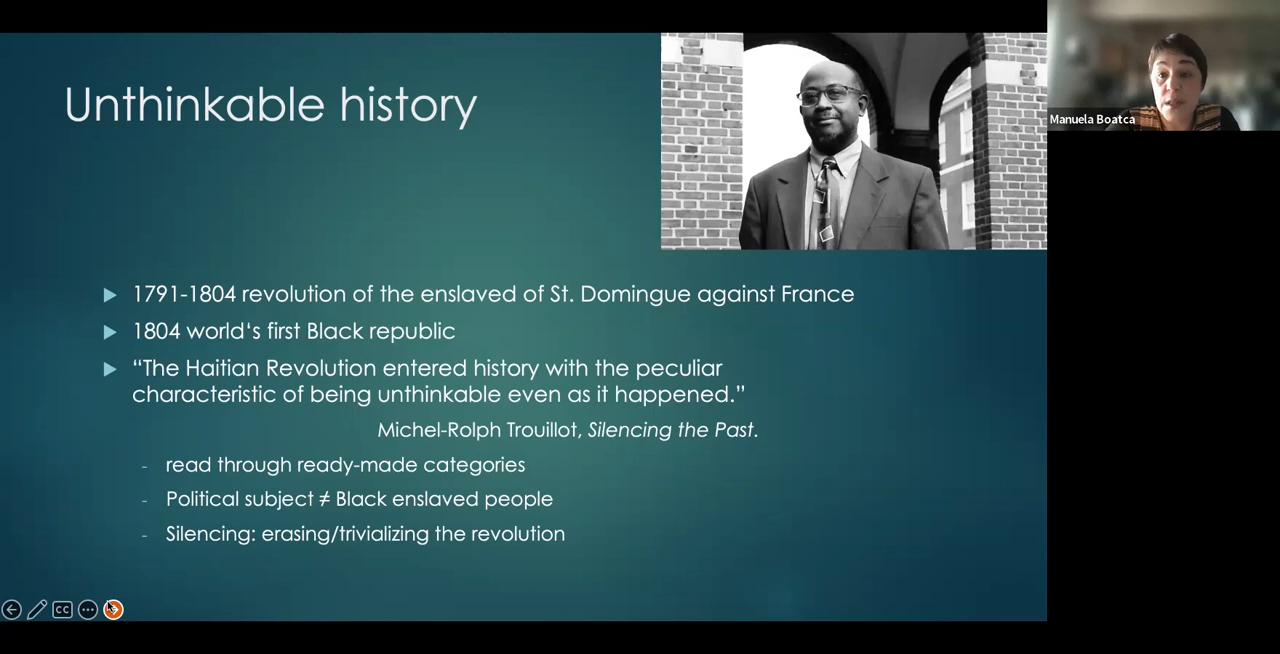 Unthinkable history
Manuela Boatca
1791-1804 revolution of the enslaved of St. Domingue against France
1804 world‘s first Black republic
“The Haitian Revolution entered history with the peculiar
characteristic of being unthinkable even as it happened.”
Michel-Rolph Trouillot, Silencing the Past.
- read through ready-made categories
- Political subject ≠ Black enslaved people
- Silencing: erasing/trivializing the revolution
CC